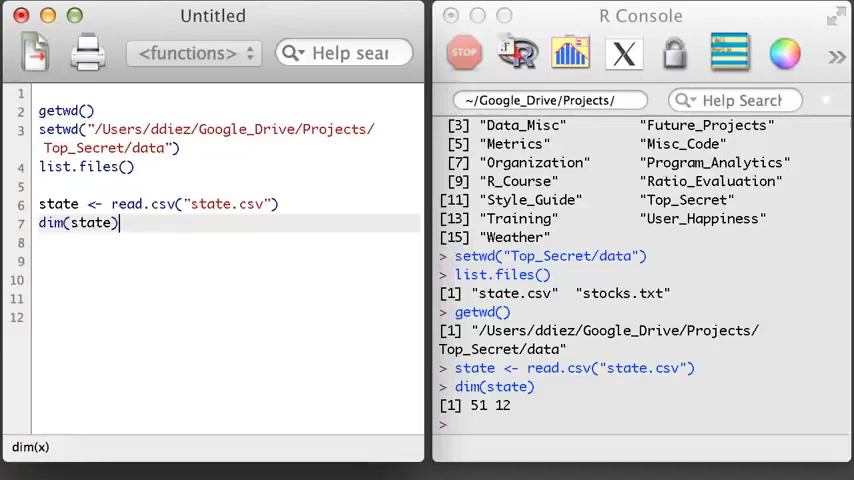 Untitled
<functions>
Help sear
1
2 getwd()
3 setwd("/Users/ddiez/Google_Drive/Projects/
Top_Secret/data")
4 list.files()
5
6 state <- read.csv("state.csv")
7 dim(state)
8
9
10
11
12
dim(x)
R Console
STOP
R
X
~/Google_Drive/Projects/
Help Search
[3] "Data_Misc" "Future_Projects"
[5] "Metrics" "Misc_Code"
[7] "Organization" "Program_Analytics"
[9] "R_Course" "Ratio_Evaluation"
[11] "Style_Guide" "Top_Secret"
[13] "Training" "User_Happiness"
[15] "Weather"
> setwd("Top_Secret/data")
> list.files()
[1] "state.csv" "stocks.txt"
> getwd()
[1] "/Users/ddiez/Google_Drive/Projects/
Top_Secret/data"
> state <- read.csv("state.csv")
> dim(state)
[1] 51 12
>